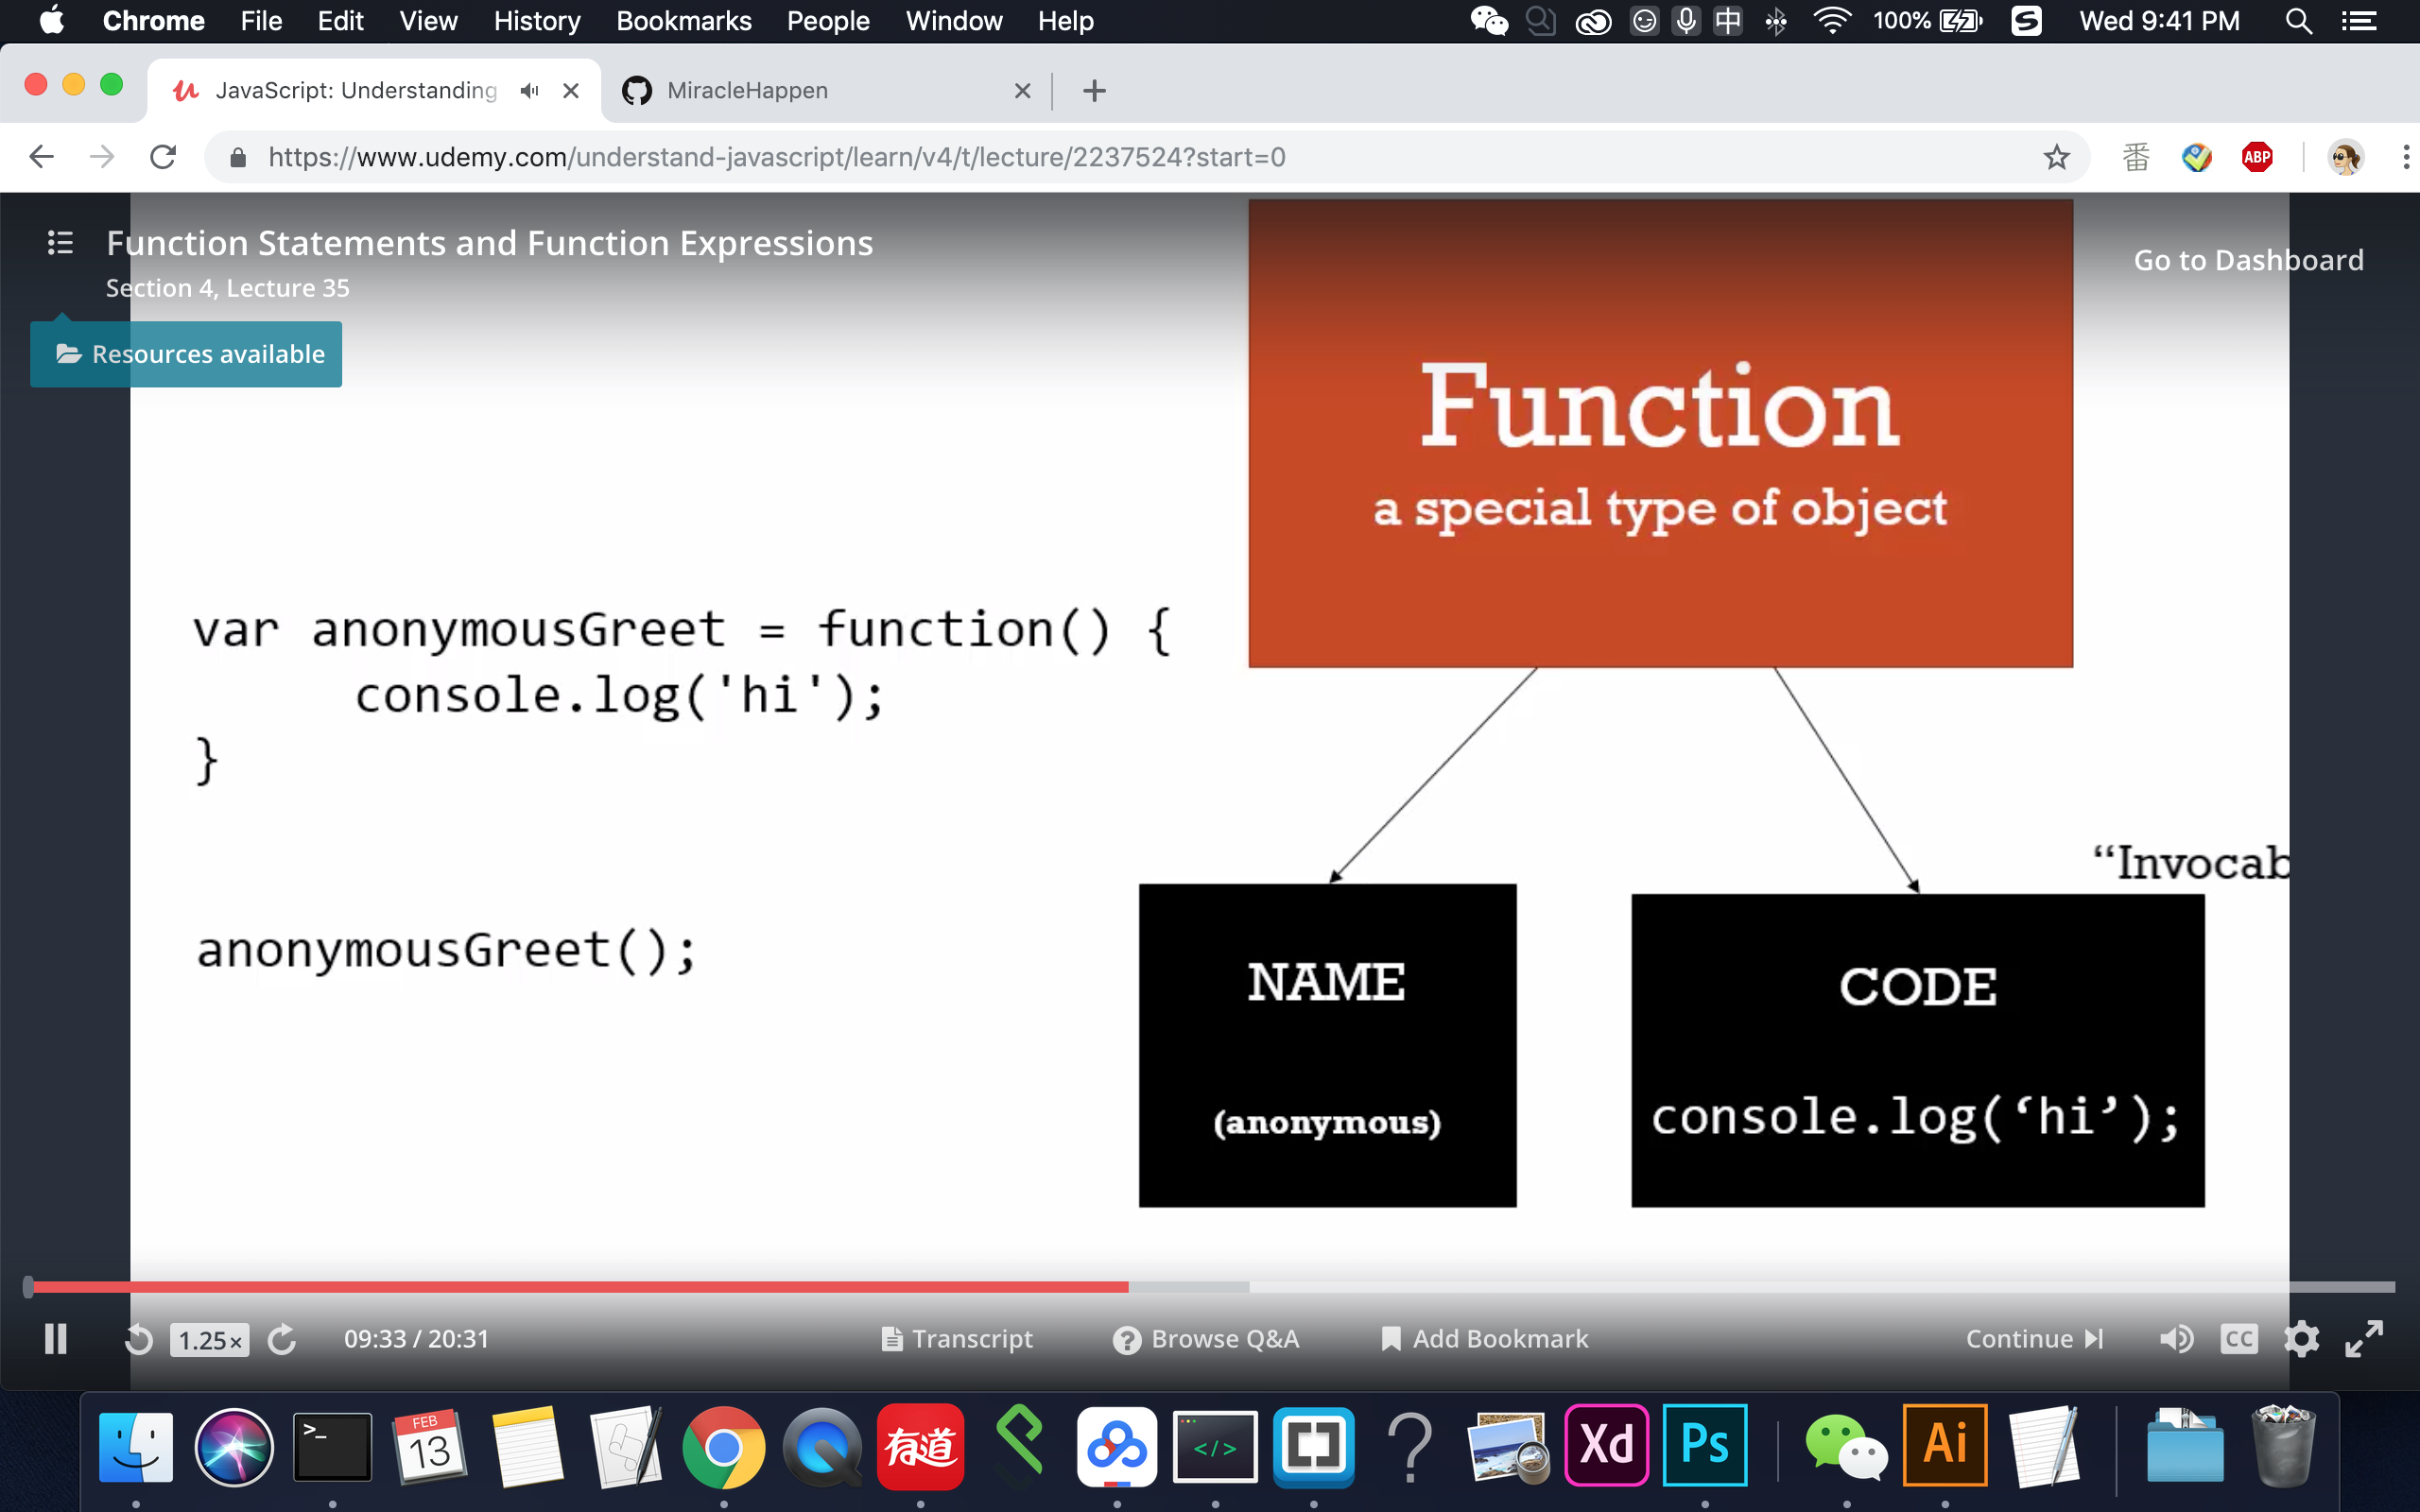 Chrome File Edit View History Bookmarks People Window Help 中 100% Wed 9:41 PM
JavaScript: Understanding MiracleHappen
https://www.udemy.com/understand-javascript/learn/v4/t/lecture/2237524?start=0 番 ABP
Function Statements and Function Expressions
Section 4, Lecture 35
Go to Dashboard
Resources available
Function
a special type of object
var anonymousGreet = function() {
console.log('hi');
}
anonymousGreet();
“Invocab
NAME
(anonymous)
CODE
console.log(‘hi’);
1.25× 09:33 / 20:31 Transcript ? Browse Q&A Add Bookmark Continue CC
>_ FEB 13 有道 </> ? Xd Ps Ai